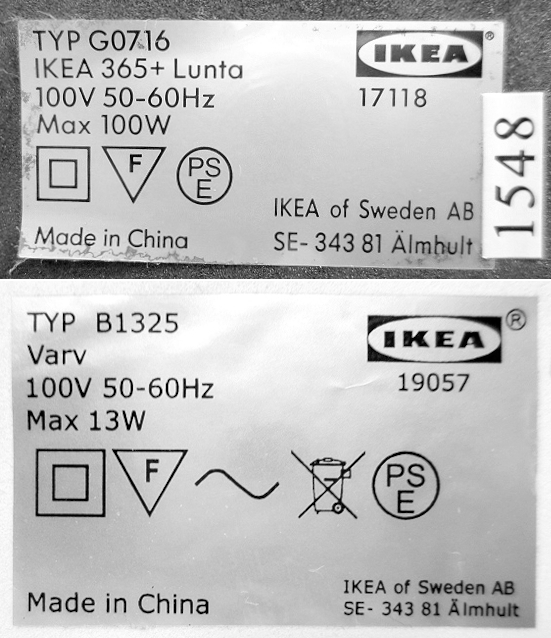 TYP G0716
IKEA 365+ Lunta
100V 50-60Hz
Max 100W
IKEA®
17118
F
PS
E
1548
IKEA of Sweden AB
SE- 343 81 Älmhult
Made in China
TYP B1325
Varv
100V 50-60Hz
Max 13W
IKEA®
19057
F
PS
E
Made in China
IKEA of Sweden AB
SE- 343 81 Älmhult